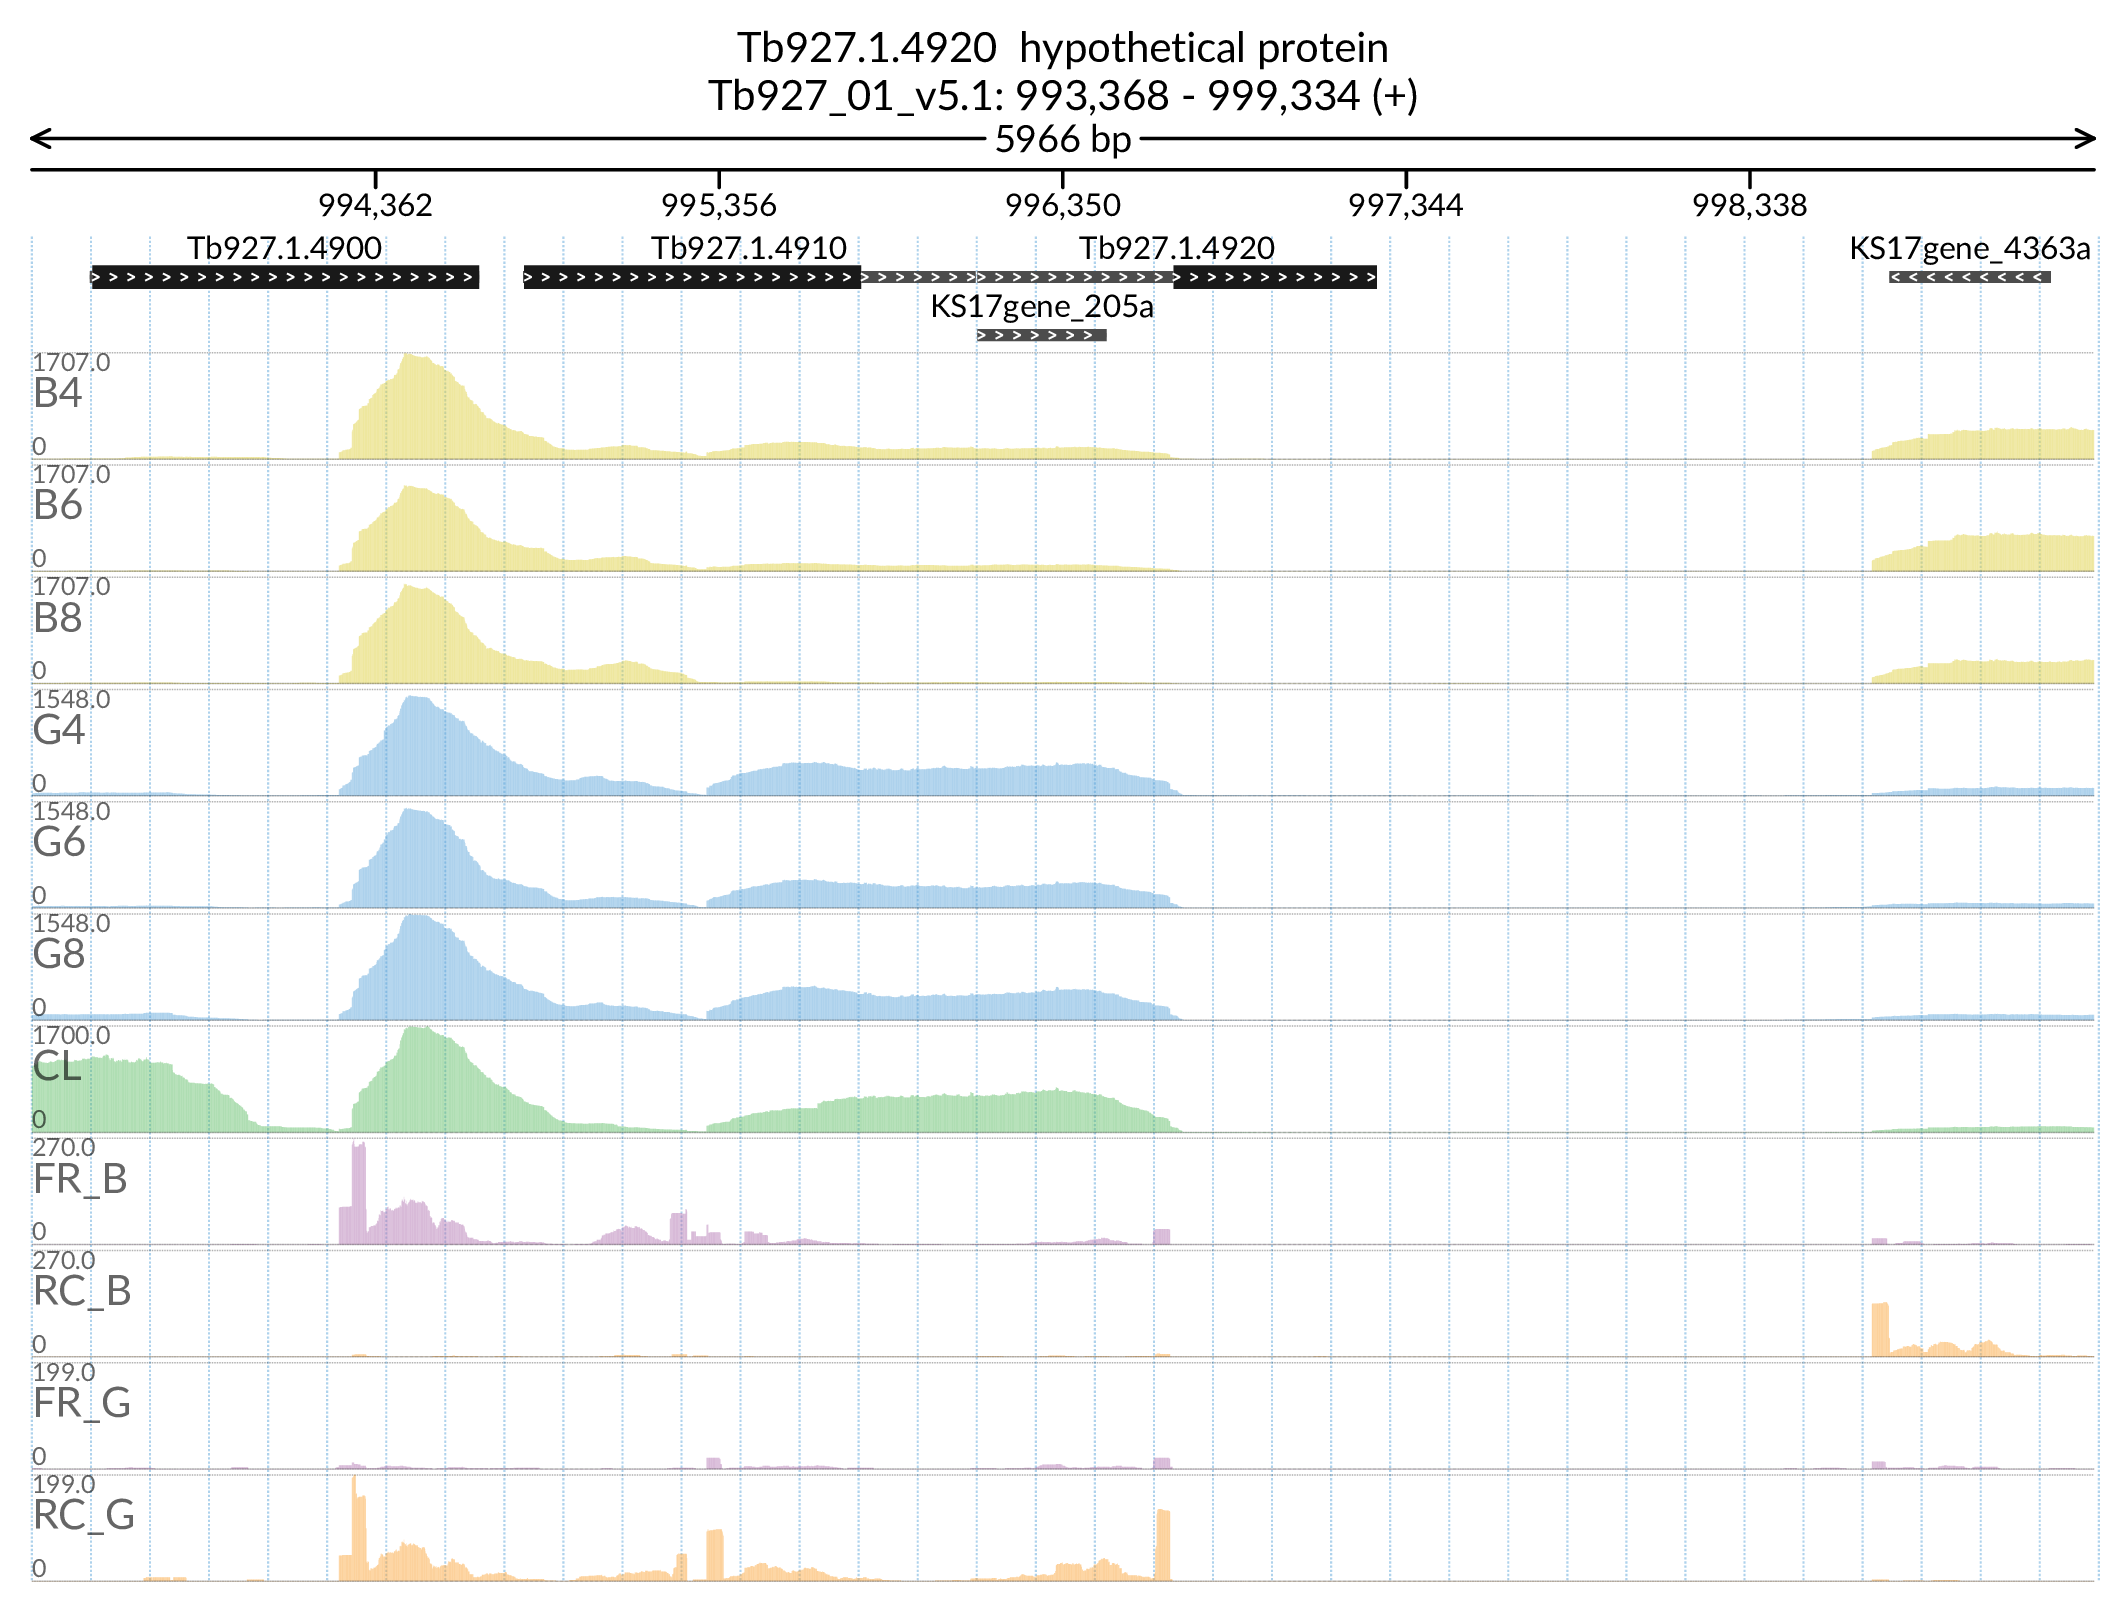 Tb927.1.4920  hypothetical protein
Tb927_01_v5.1: 993,368 - 999,334 (+)
5966 bp
994,362 995,356 996,350 997,344 998,338
Tb927.1.4900 Tb927.1.4910 Tb927.1.4920 KS17gene_4363a
KS17gene_205a
1707.0
B4
0
1707.0
B6
0
1707.0
B8
0
1548.0
G4
0
1548.0
G6
0
1548.0
G8
0
1700.0
CL
0
270.0
FR_B
0
270.0
RC_B
0
199.0
FR_G
0
199.0
RC_G
0